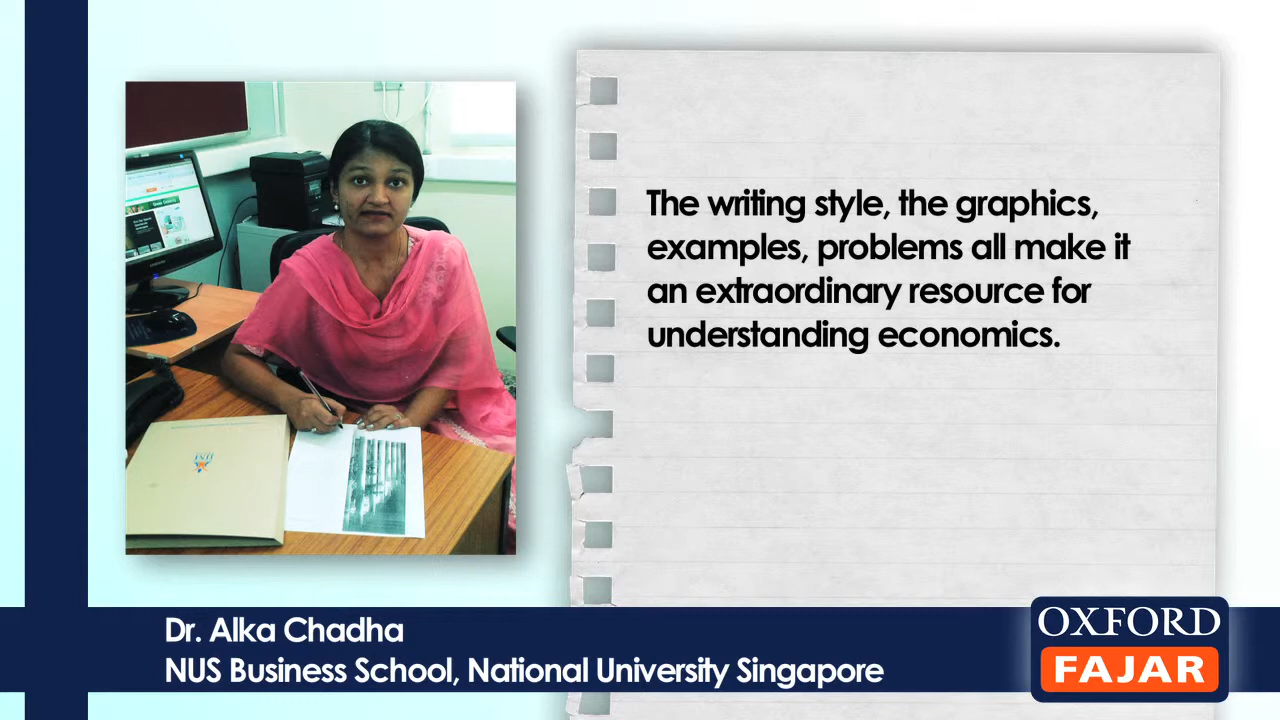 The writing style, the graphics,
examples, problems all make it
an extraordinary resource for
understanding economics.
Dr. Alka Chadha
NUS Business School, National University Singapore
OXFORD
FAJAR